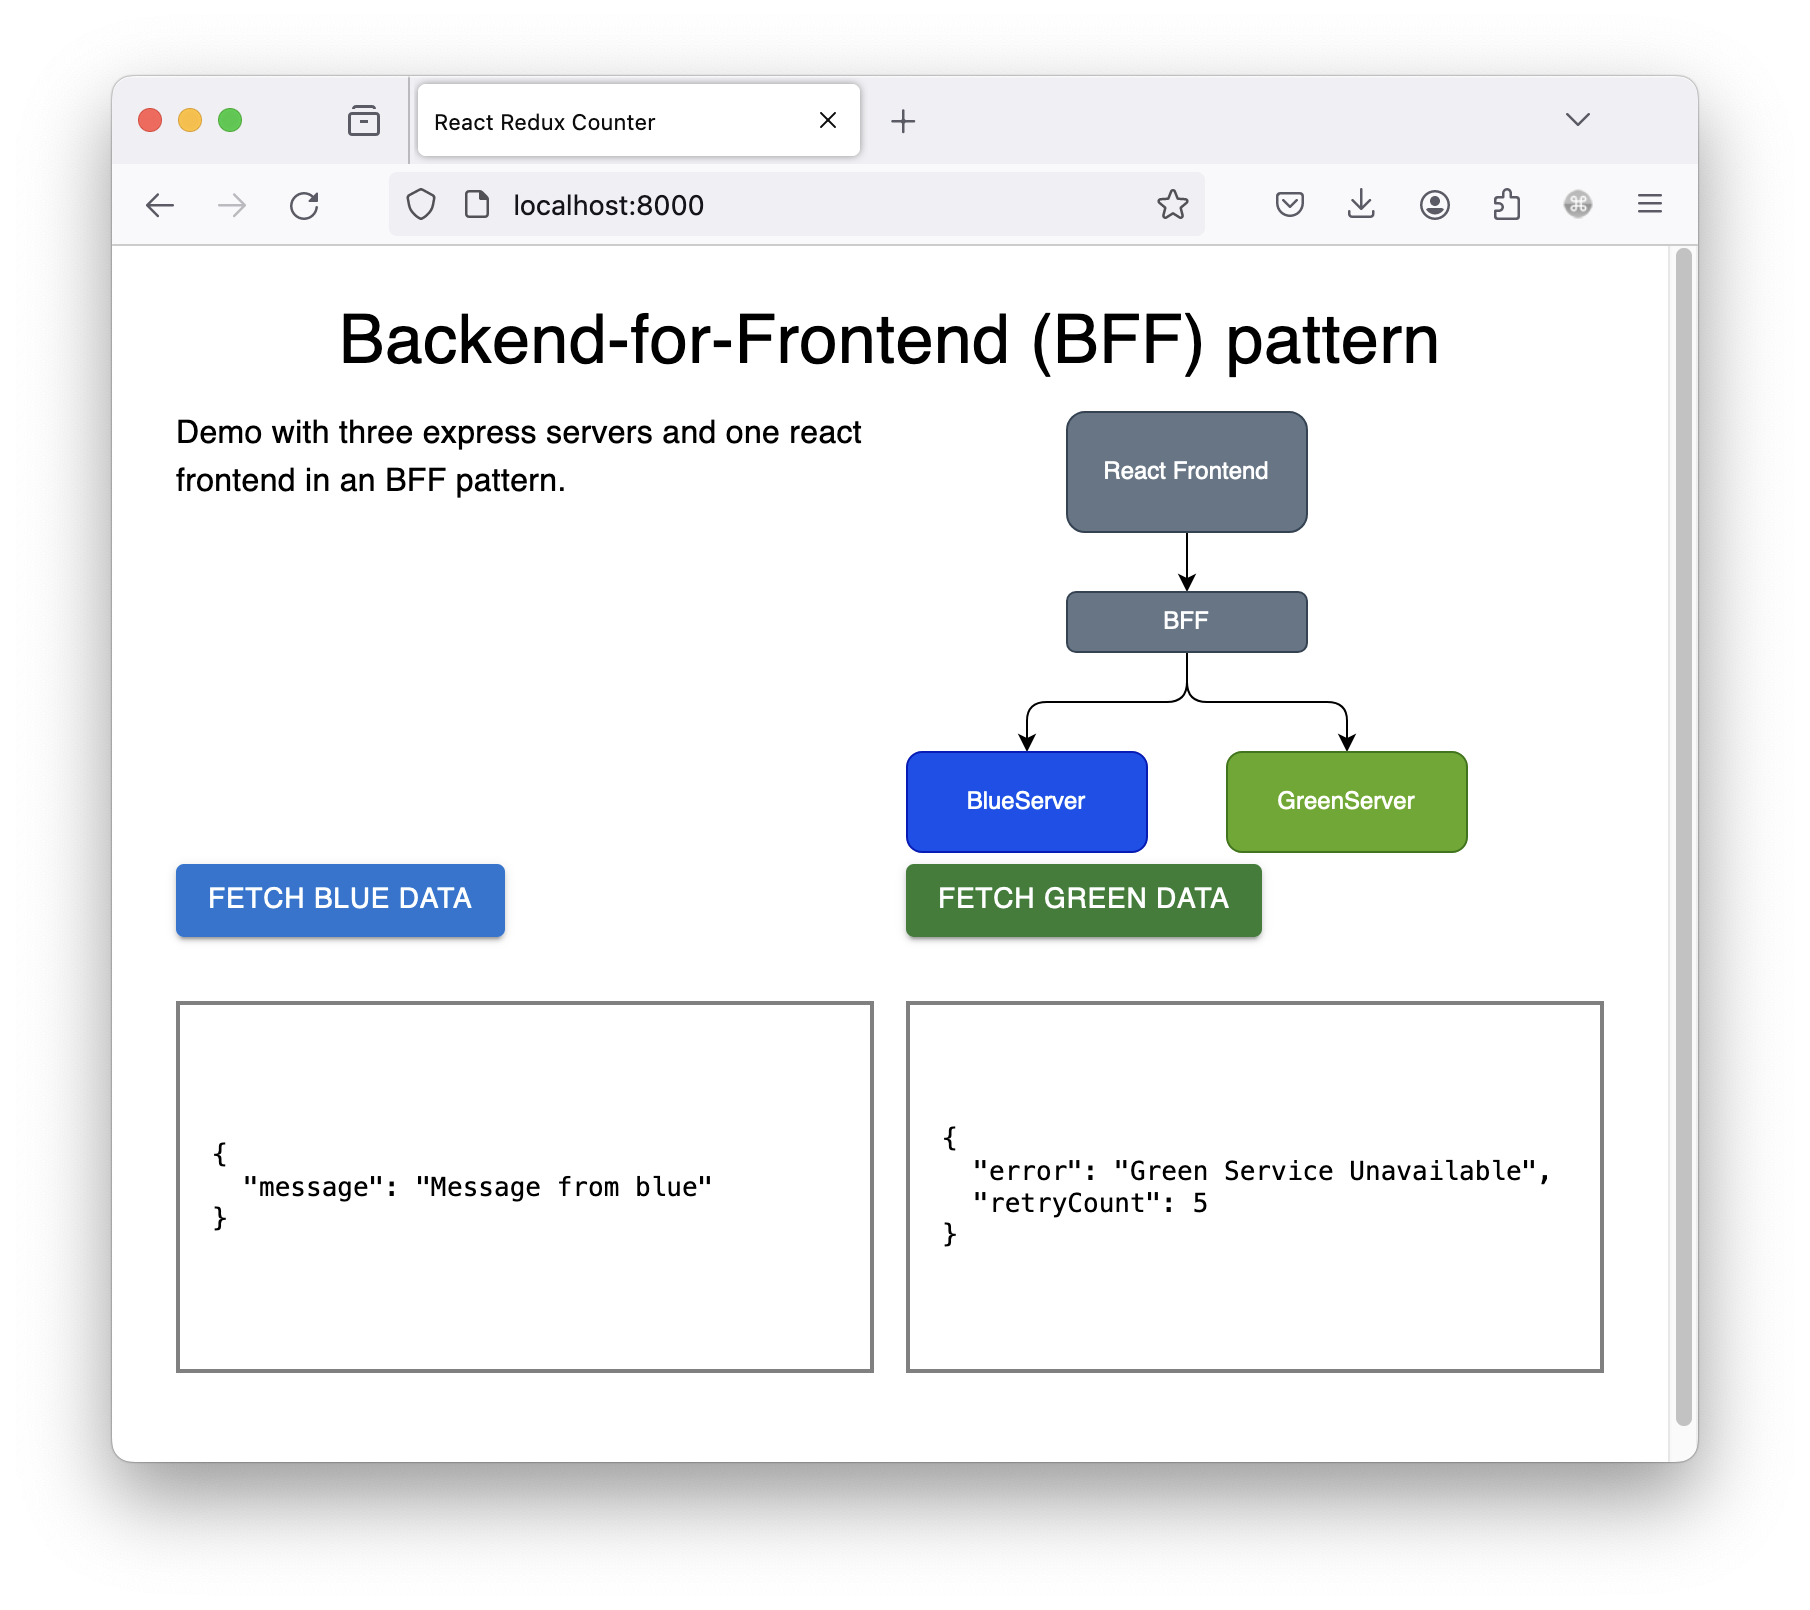 React Redux Counter
localhost:8000
Backend-for-Frontend (BFF) pattern
Demo with three express servers and one react
frontend in an BFF pattern.
React Frontend
BFF
BlueServer
GreenServer
FETCH BLUE DATA
FETCH GREEN DATA
{
"message": "Message from blue"
}
{
"error": "Green Service Unavailable",
"retryCount": 5
}